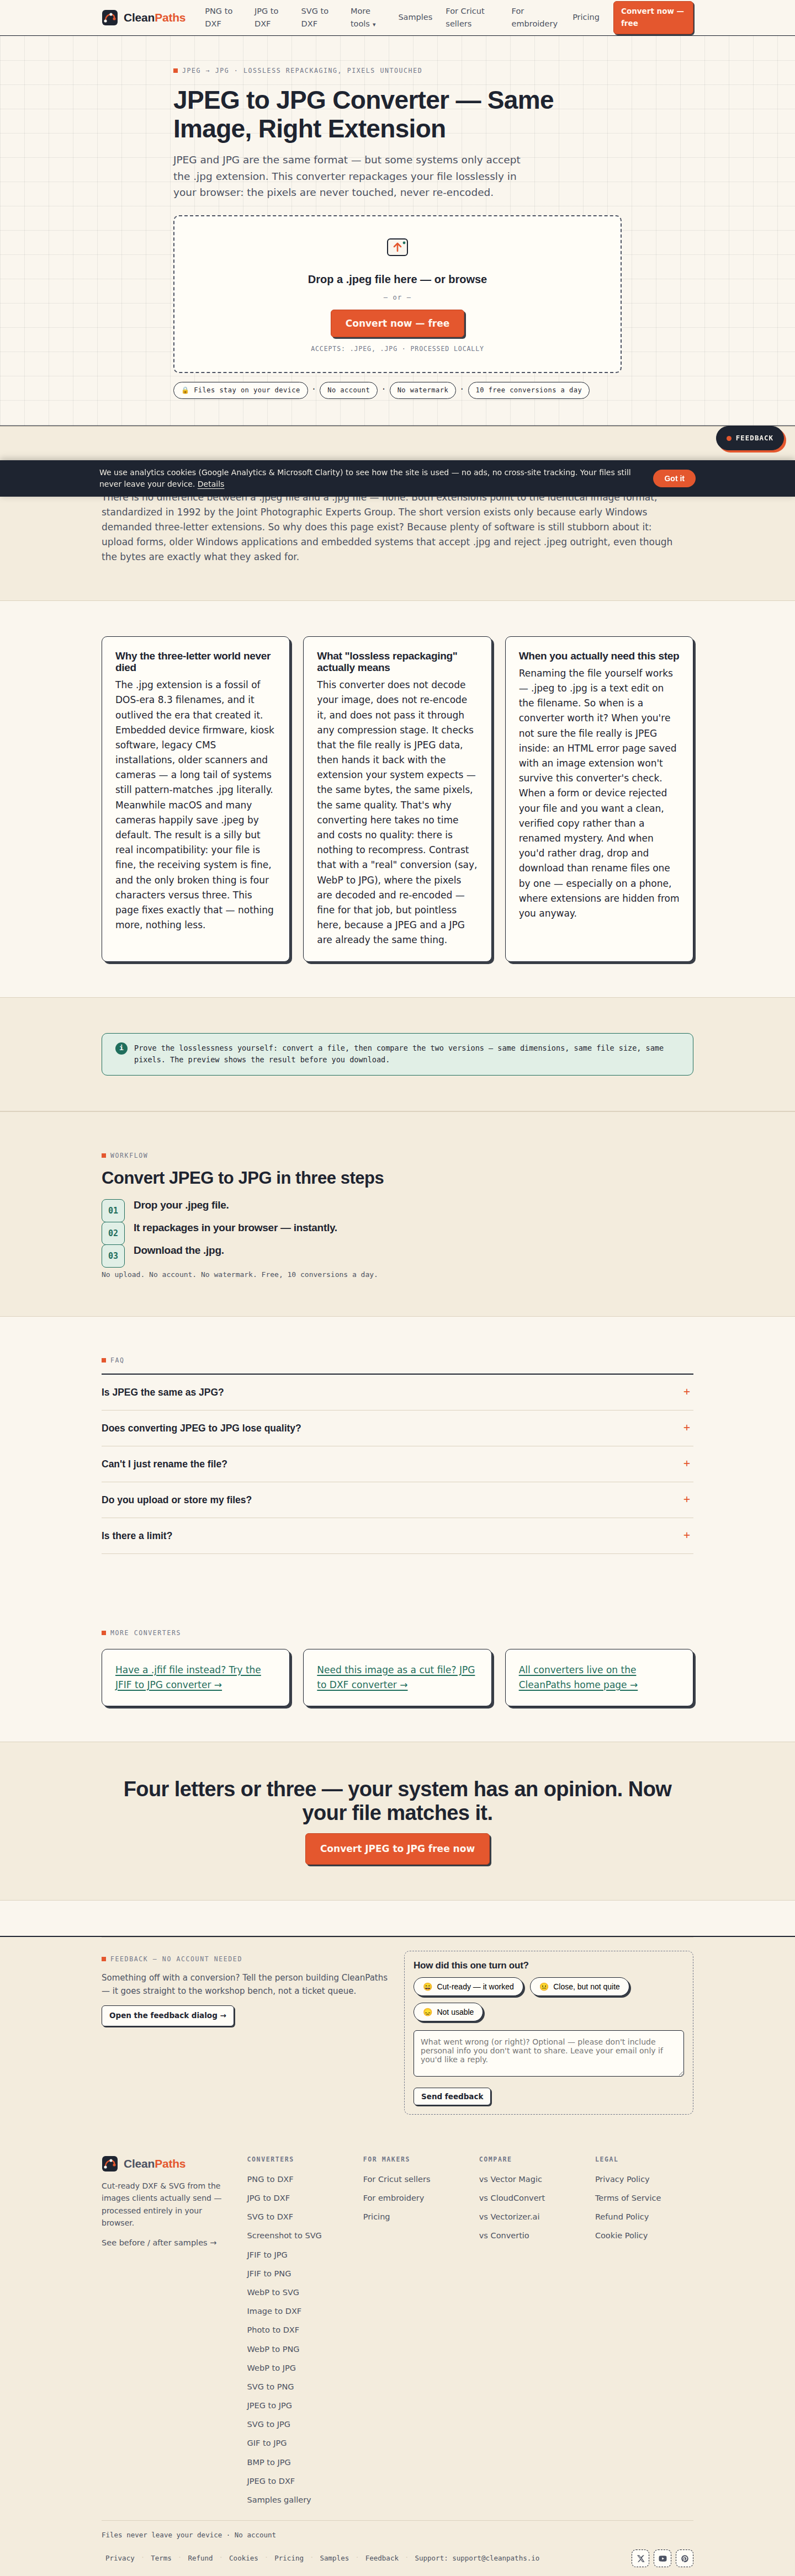 CleanPaths
PNG to DXF
JPG to DXF
SVG to DXF
More tools ▾
Samples
For Cricut sellers
For embroidery
Pricing
Convert now — free
JPEG → JPG · LOSSLESS REPACKAGING, PIXELS UNTOUCHED
JPEG to JPG Converter — Same
Image, Right Extension
JPEG and JPG are the same format — but some systems only accept
the .jpg extension. This converter repackages your file losslessly in
your browser: the pixels are never touched, never re-encoded.
Drop a .jpeg file here — or browse
— or —
Convert now — free
ACCEPTS: .JPEG, .JPG · PROCESSED LOCALLY
🔒 Files stay on your device · No account · No watermark · 10 free conversions a day
FEEDBACK
We use analytics cookies (Google Analytics & Microsoft Clarity) to see how the site is used — no ads, no cross-site tracking. Your files still
never leave your device. Details
Got it
There is no difference between a .jpeg file and a .jpg file — none. Both extensions point to the identical image format,
standardized in 1992 by the Joint Photographic Experts Group. The short version exists only because early Windows
demanded three-letter extensions. So why does this page exist? Because plenty of software is still stubborn about it:
upload forms, older Windows applications and embedded systems that accept .jpg and reject .jpeg outright, even though
the bytes are exactly what they asked for.
Why the three-letter world never
died
The .jpg extension is a fossil of
DOS-era 8.3 filenames, and it
outlived the era that created it.
Embedded device firmware, kiosk
software, legacy CMS
installations, older scanners and
cameras — a long tail of systems
still pattern-matches .jpg literally.
Meanwhile macOS and many
cameras happily save .jpeg by
default. The result is a silly but
real incompatibility: your file is
fine, the receiving system is fine,
and the only broken thing is four
characters versus three. This
page fixes exactly that — nothing
more, nothing less.
What "lossless repackaging"
actually means
This converter does not decode
your image, does not re-encode
it, and does not pass it through
any compression stage. It checks
that the file really is JPEG data,
then hands it back with the
extension your system expects —
the same bytes, the same pixels,
the same quality. That's why
converting here takes no time
and costs no quality: there is
nothing to recompress. Contrast
that with a "real" conversion (say,
WebP to JPG), where the pixels
are decoded and re-encoded —
fine for that job, but pointless
here, because a JPEG and a JPG
are already the same thing.
When you actually need this step
Renaming the file yourself works
— .jpeg to .jpg is a text edit on
the filename. So when is a
converter worth it? When you're
not sure the file really is JPEG
inside: an HTML error page saved
with an image extension won't
survive this converter's check.
When a form or device rejected
your file and you want a clean,
verified copy rather than a
renamed mystery. And when
you'd rather drag, drop and
download than rename files one
by one — especially on a phone,
where extensions are hidden from
you anyway.
i
Prove the losslessness yourself: convert a file, then compare the two versions — same dimensions, same file size, same
pixels. The preview shows the result before you download.
WORKFLOW
Convert JPEG to JPG in three steps
01 Drop your .jpeg file.
02 It repackages in your browser — instantly.
03 Download the .jpg.
No upload. No account. No watermark. Free, 10 conversions a day.
FAQ
Is JPEG the same as JPG? +
Does converting JPEG to JPG lose quality? +
Can't I just rename the file? +
Do you upload or store my files? +
Is there a limit? +
MORE CONVERTERS
Have a .jfif file instead? Try the
JFIF to JPG converter →
Need this image as a cut file? JPG
to DXF converter →
All converters live on the
CleanPaths home page →
Four letters or three — your system has an opinion. Now
your file matches it.
Convert JPEG to JPG free now
FEEDBACK — NO ACCOUNT NEEDED
Something off with a conversion? Tell the person building CleanPaths
— it goes straight to the workshop bench, not a ticket queue.
Open the feedback dialog →
How did this one turn out?
😄 Cut-ready — it worked
😐 Close, but not quite
😞 Not usable
What went wrong (or right)? Optional — please don't include
personal info you don't want to share. Leave your email only if
you'd like a reply.
Send feedback
CleanPaths
Cut-ready DXF & SVG from the
images clients actually send —
processed entirely in your
browser.
See before / after samples →
CONVERTERS
PNG to DXF
JPG to DXF
SVG to DXF
Screenshot to SVG
JFIF to JPG
JFIF to PNG
WebP to SVG
Image to DXF
Photo to DXF
WebP to PNG
WebP to JPG
SVG to PNG
JPEG to JPG
SVG to JPG
GIF to JPG
BMP to JPG
JPEG to DXF
Samples gallery
FOR MAKERS
For Cricut sellers
For embroidery
Pricing
COMPARE
vs Vector Magic
vs CloudConvert
vs Vectorizer.ai
vs Convertio
LEGAL
Privacy Policy
Terms of Service
Refund Policy
Cookie Policy
Files never leave your device · No account
Privacy Terms Refund Cookies Pricing Samples Feedback Support: support@cleanpaths.io